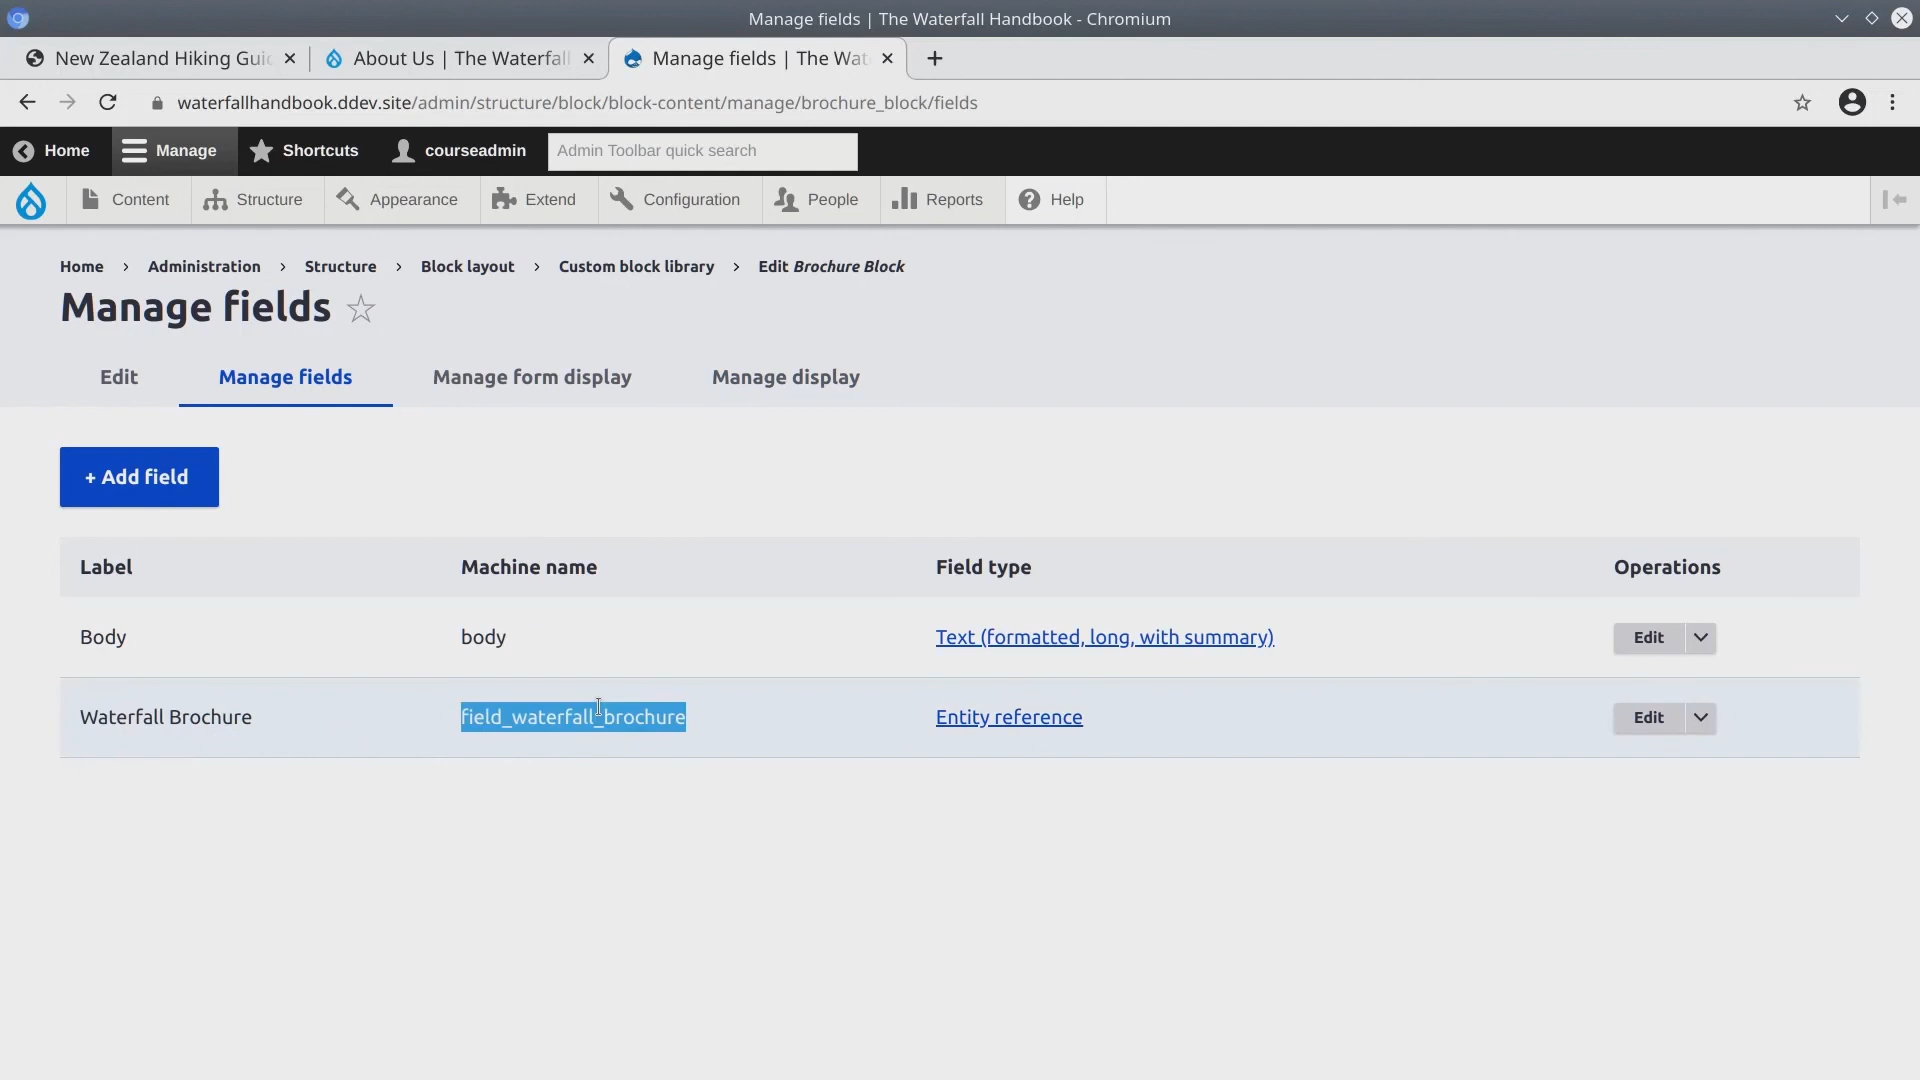 Manage fields | The Waterfall Handbook - Chromium
New Zealand Hiking Gui
About Us | The Waterfall
Manage fields | The Wat
waterfallhandbook.ddev.site/admin/structure/block/block-content/manage/brochure_block/fields
Home
Manage
Shortcuts
courseadmin
Admin Toolbar quick search
Content
Structure
Appearance
Extend
Configuration
People
Reports
Help
Home › Administration › Structure › Block layout › Custom block library › Edit Brochure Block
Manage fields
Edit
Manage fields
Manage form display
Manage display
+ Add field
Label Machine name Field type Operations
Body body Text (formatted, long, with summary) Edit
Waterfall Brochure field_waterfall_brochure Entity reference Edit